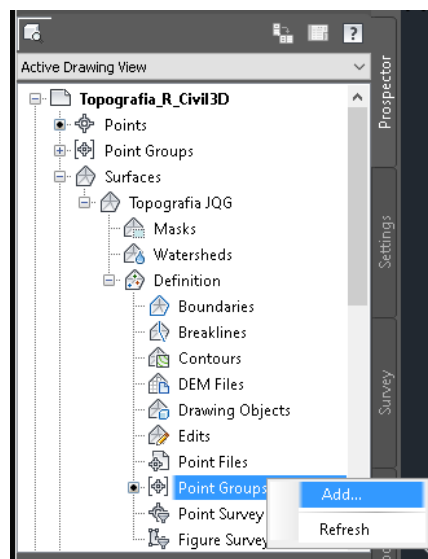 ?
Active Drawing View
Topografia_R_Civil3D
Points
Point Groups
Surfaces
Topografia JQG
Masks
Watersheds
Definition
Boundaries
Breaklines
Contours
DEM Files
Drawing Objects
Edits
Point Files
Point Groups
Add...
Point Survey
Refresh
Figure Survey
Prospector
Settings
Survey